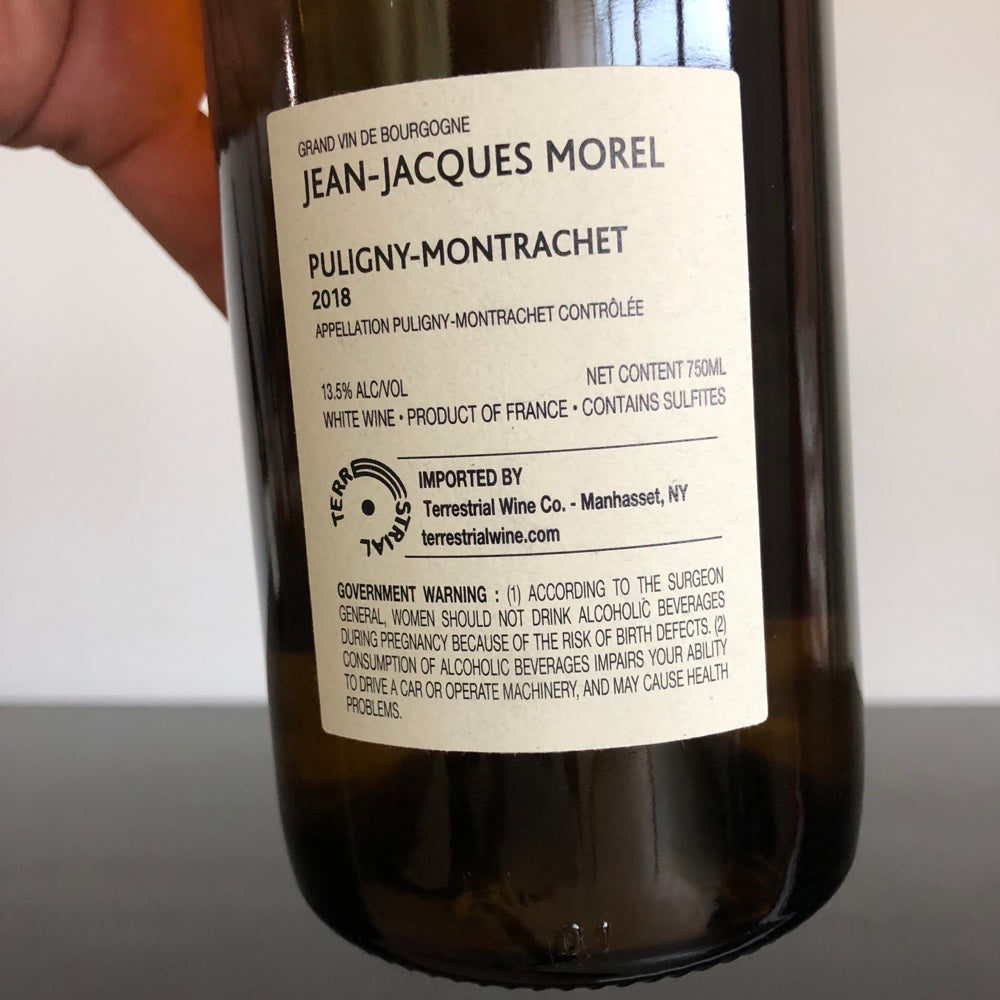 GRAND VIN DE BOURGOGNE
JEAN-JACQUES MOREL
PULIGNY-MONTRACHET
2018
APPELLATION PULIGNY-MONTRACHET CONTRÔLÉE
13.5% ALC/VOL
NET CONTENT 750ML
WHITE WINE • PRODUCT OF FRANCE • CONTAINS SULFITES
TERRESTRIAL
IMPORTED BY
Terrestrial Wine Co. - Manhasset, NY
terrestrialwine.com
GOVERNMENT WARNING : (1) ACCORDING TO THE SURGEON
GENERAL, WOMEN SHOULD NOT DRINK ALCOHOLIC BEVERAGES
DURING PREGNANCY BECAUSE OF THE RISK OF BIRTH DEFECTS. (2)
CONSUMPTION OF ALCOHOLIC BEVERAGES IMPAIRS YOUR ABILITY
TO DRIVE A CAR OR OPERATE MACHINERY, AND MAY CAUSE HEALTH
PROBLEMS.